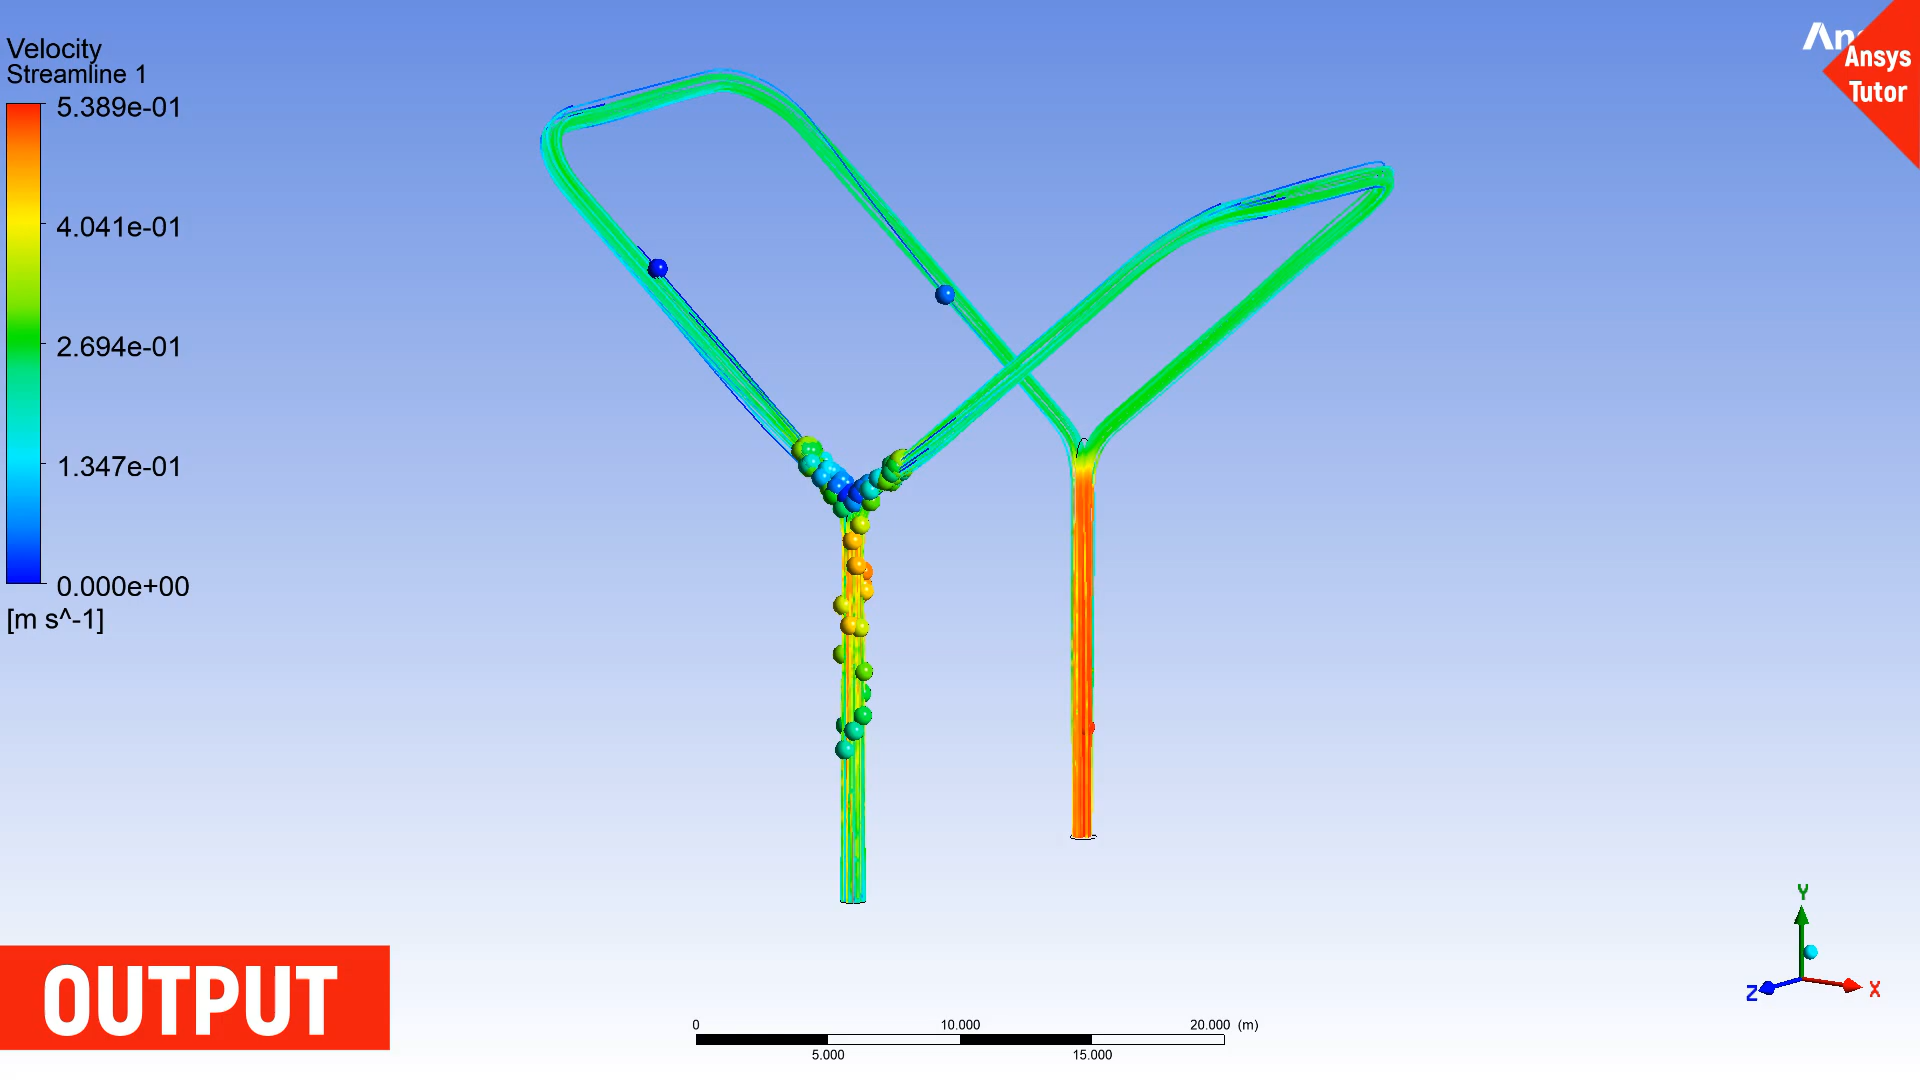 Velocity
Streamline 1
5.389e-01
4.041e-01
2.694e-01
1.347e-01
0.000e+00
[m s^-1]
An
Ansys
Tutor
Y
Z
X
OUTPUT
0 10.000 20.000 (m)
5.000 15.000